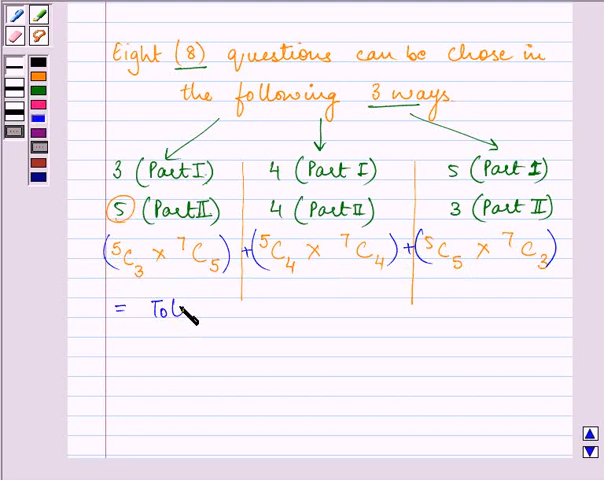 Eight (8) questions can be chose in
the following 3 ways
3 (Part I) 4 (Part I) 5 (Part I)
5 (Part II) 4 (Part II) 3 (Part II)
(⁵C₃ × ⁷C₅) + (⁵C₄ × ⁷C₄) + (⁵C₅ × ⁷C₃)
= Tot